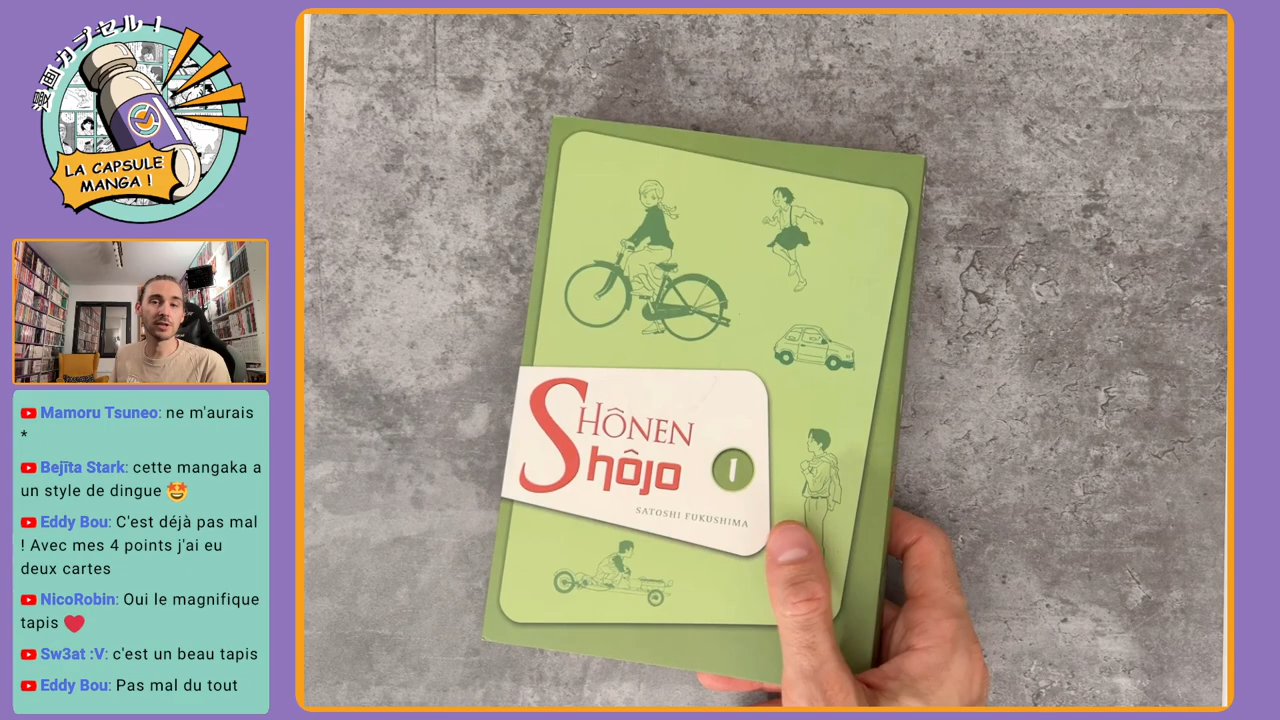 漫画カプセル！
LA CAPSULE
MANGA !
Mamoru Tsuneo: ne m'aurais
*
Bejīta Stark: cette mangaka a
un style de dingue 🤩
Eddy Bou: C'est déjà pas mal
! Avec mes 4 points j'ai eu
deux cartes
NicoRobin: Oui le magnifique
tapis ❤️
Sw3at :V: c'est un beau tapis
Eddy Bou: Pas mal du tout
SHÔNEN
Shôjo
1
SATOSHI FUKUSHIMA